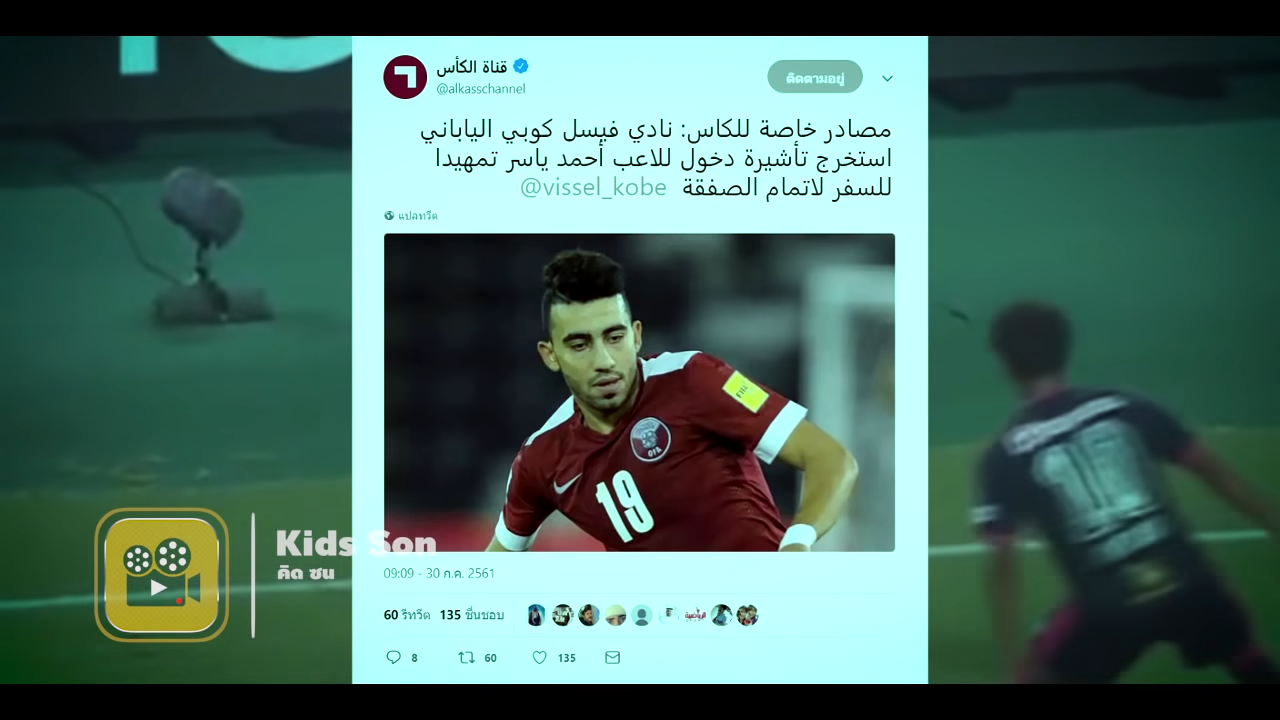 قناة الكأس
@alkasschannel
ติดตามอยู่
مصادر خاصة للكاس: نادي فيسل كوبي الياباني
استخرج تأشيرة دخول للاعب أحمد ياسر تمهيدا
للسفر لاتمام الصفقة @vissel_kobe
แปลทวีต
QFA
19
09:09 - 30 ก.ค. 2561
60 รีทวีต 135 ชื่นชอบ
8 60 135
Kids Son
คิด ซน